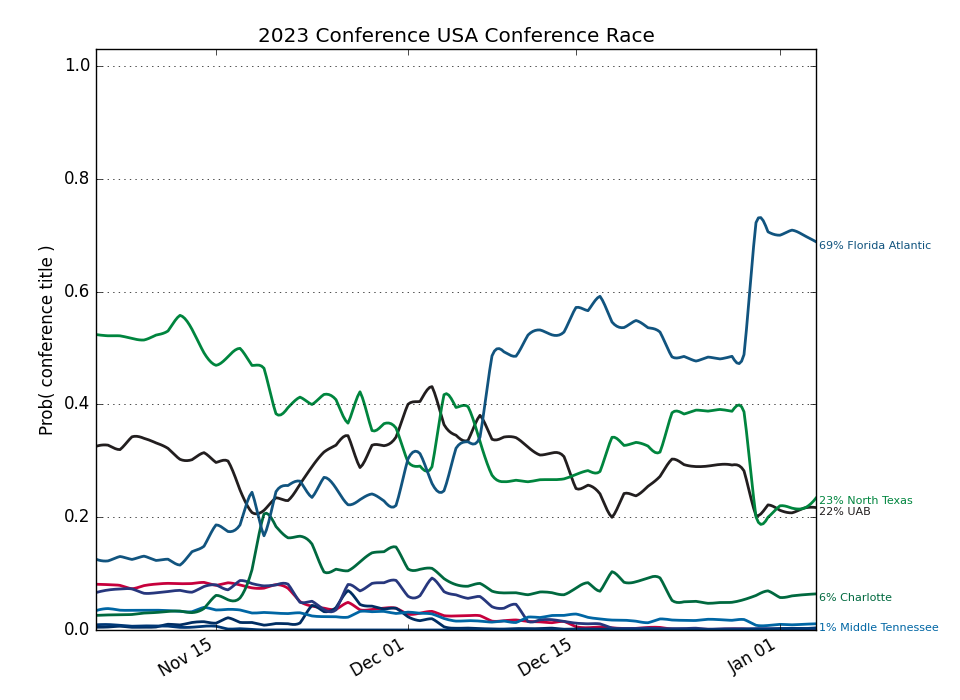 2023 Conference USA Conference Race
Prob( conference title )
1.0
0.8
0.6
0.4
0.2
0.0
69% Florida Atlantic
23% North Texas
22% UAB
6% Charlotte
1% Middle Tennessee
Nov 15
Dec 01
Dec 15
Jan 01